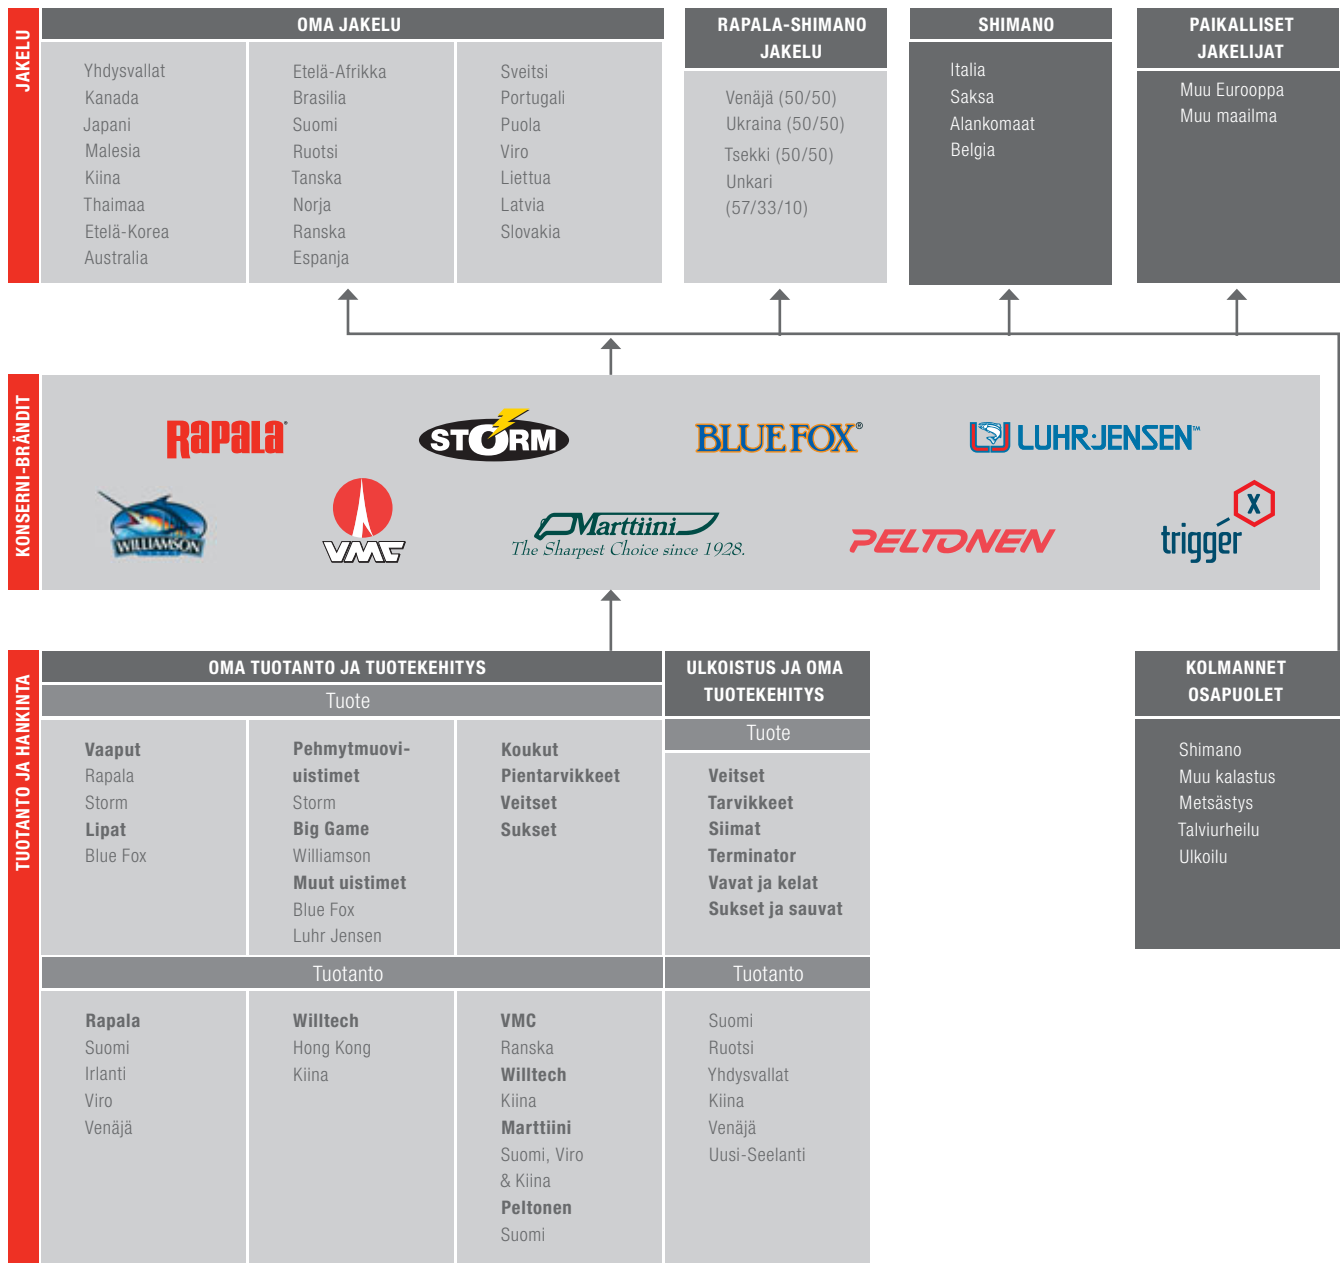 JAKELU
OMA JAKELU
Yhdysvallat
Kanada
Japani
Malesia
Kiina
Thaimaa
Etelä-Korea
Australia
Etelä-Afrikka
Brasilia
Suomi
Ruotsi
Tanska
Norja
Ranska
Espanja
Sveitsi
Portugali
Puola
Viro
Liettua
Latvia
Slovakia
RAPALA-SHIMANO
JAKELU
Venäjä (50/50)
Ukraina (50/50)
Tsekki (50/50)
Unkari
(57/33/10)
SHIMANO
Italia
Saksa
Alankomaat
Belgia
PAIKALLISET
JAKELIJAT
Muu Eurooppa
Muu maailma
KONSERNI-BRÄNDIT
RAPALA®
STORM
BLUE FOX®
LUHR·JENSEN™
WILLIAMSON
VMC
Marttiini
The Sharpest Choice since 1928.
PELTONEN
trigger X
TUOTANTO JA HANKINTA
OMA TUOTANTO JA TUOTEKEHITYS
Tuote
Vaaput
Rapala
Storm
Lipat
Blue Fox
Pehmytmuovi-
uistimet
Storm
Big Game
Williamson
Muut uistimet
Blue Fox
Luhr Jensen
Koukut
Pientarvikkeet
Veitset
Sukset
Tuotanto
Rapala
Suomi
Irlanti
Viro
Venäjä
Willtech
Hong Kong
Kiina
VMC
Ranska
Willtech
Kiina
Marttiini
Suomi, Viro
& Kiina
Peltonen
Suomi
ULKOISTUS JA OMA
TUOTEKEHITYS
Tuote
Veitset
Tarvikkeet
Siimat
Terminator
Vavat ja kelat
Sukset ja sauvat
Tuotanto
Suomi
Ruotsi
Yhdysvallat
Kiina
Venäjä
Uusi-Seelanti
KOLMANNET
OSAPUOLET
Shimano
Muu kalastus
Metsästys
Talviurheilu
Ulkoilu